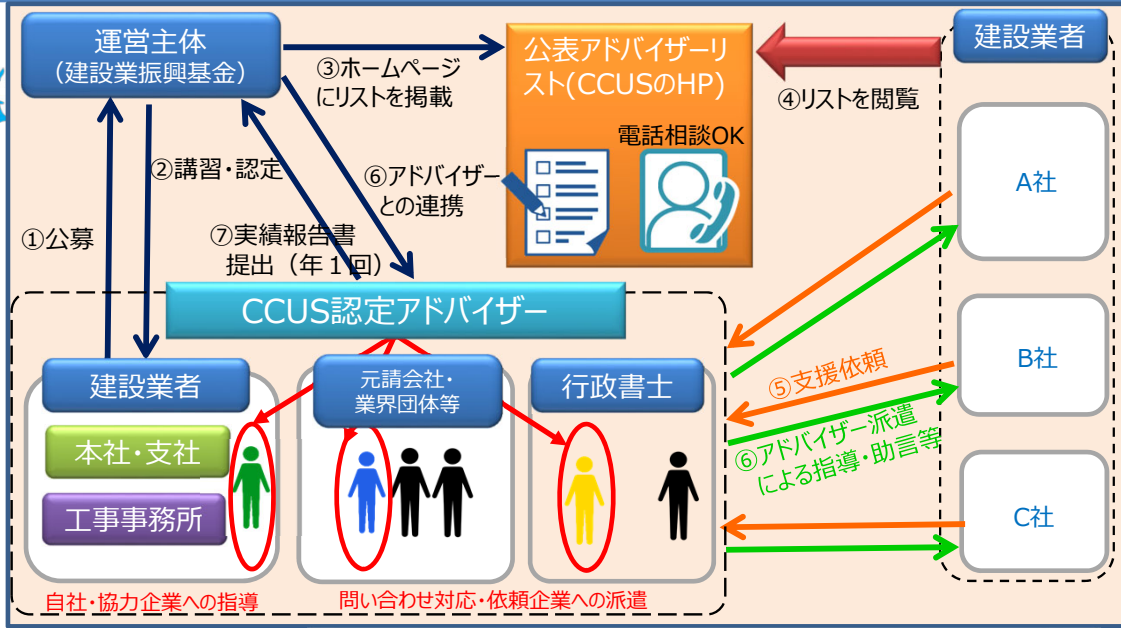 運営主体
（建設業振興基金）
③ホームページ
にリストを掲載
公表アドバイザーリ
スト(CCUSのHP)
電話相談OK
④リストを閲覧
建設業者
①公募
②講習・認定
⑥アドバイザー
との連携
⑦実績報告書
提出（年１回）
CCUS認定アドバイザー
建設業者
本社・支社
工事事務所
元請会社・
業界団体等
行政書士
自社・協力企業への指導
問い合わせ対応・依頼企業への派遣
⑤支援依頼
⑥アドバイザー派遣
による指導・助言等
A社
B社
C社